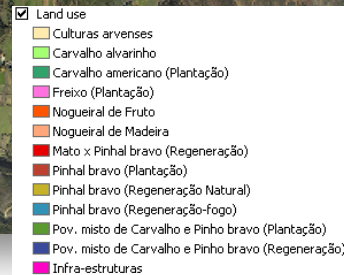 Land use
Culturas arvenses
Carvalho alvarinho
Carvalho americano (Plantação)
Freixo (Plantação)
Nogueiral de Fruto
Nogueiral de Madeira
Mato x Pinhal bravo (Regeneração)
Pinhal bravo (Plantação)
Pinhal bravo (Regeneração Natural)
Pinhal bravo (Regeneração-fogo)
Pov. misto de Carvalho e Pinho bravo (Plantação)
Pov. misto de Carvalho e Pinho bravo (Regeneração)
Infra-estruturas